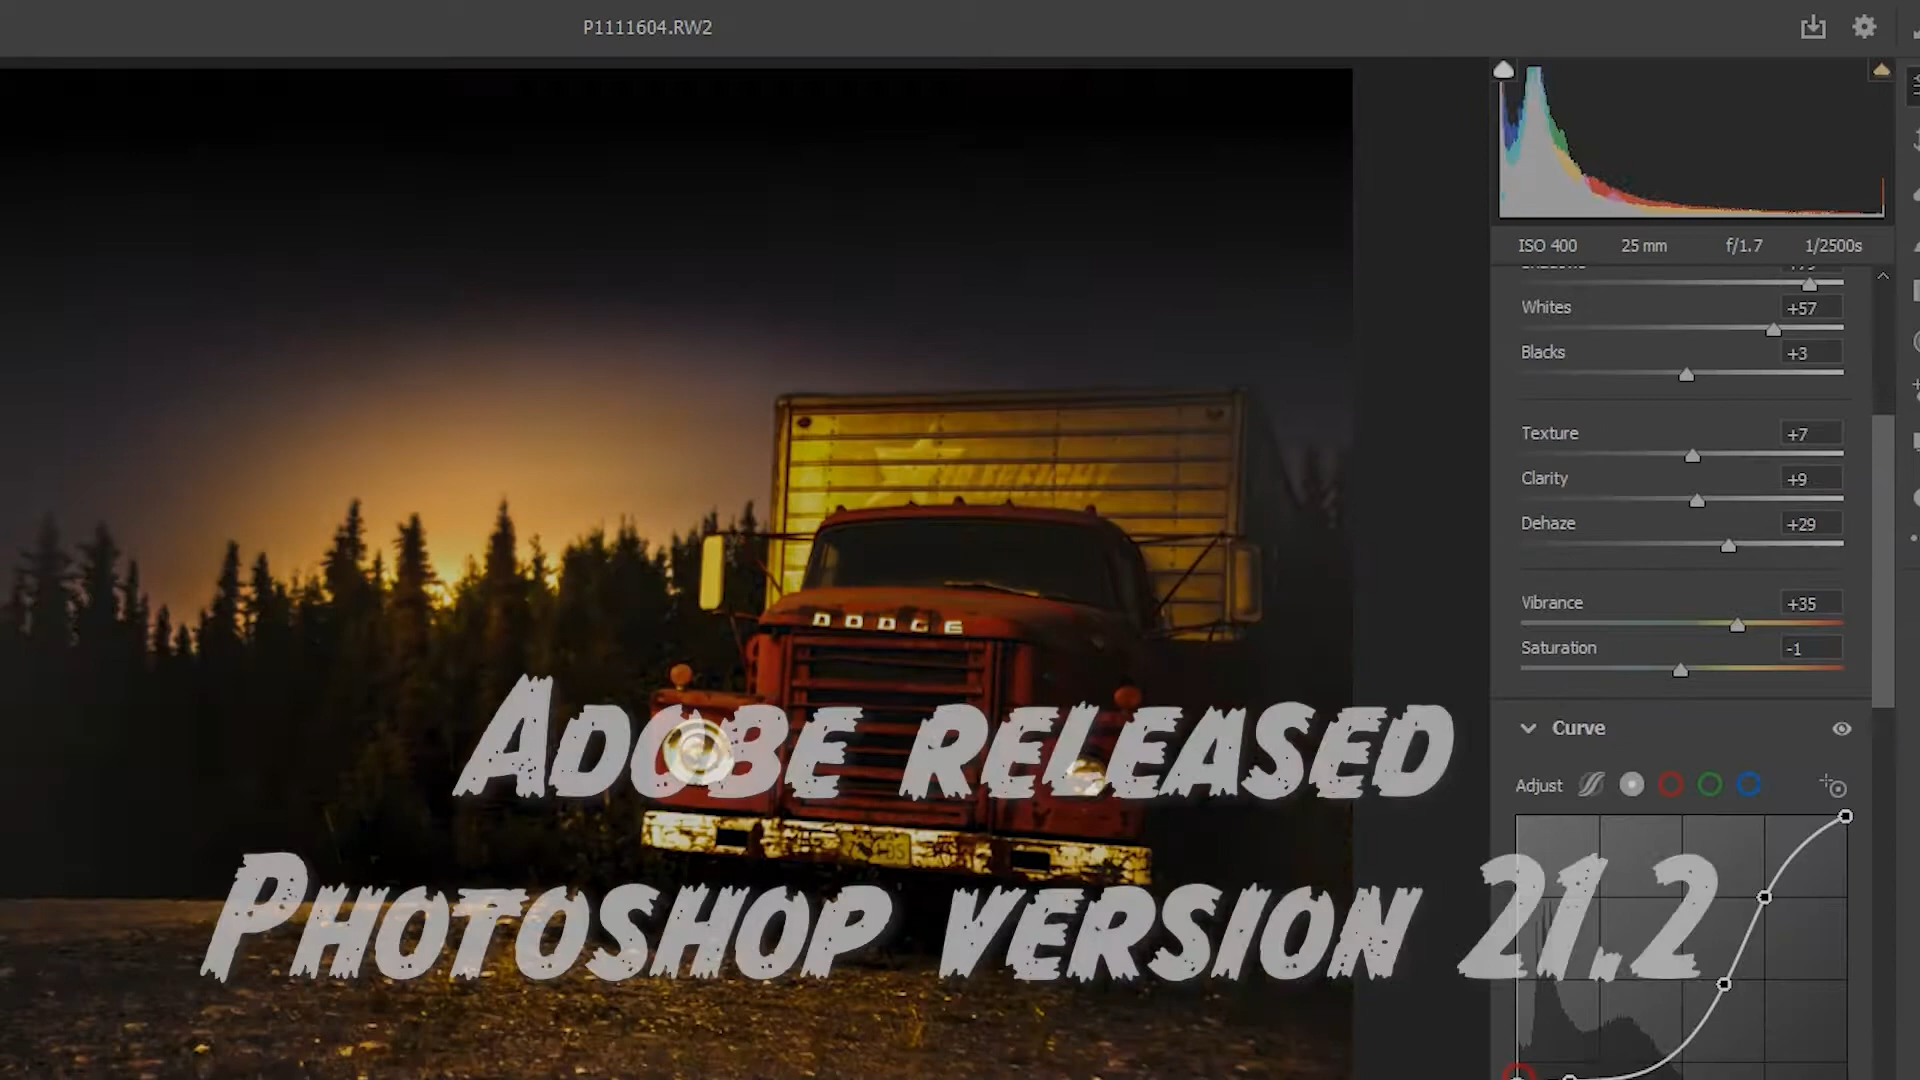 P1111604.RW2
ISO 400 25 mm f/1.7 1/2500s
Whites +57
Blacks +3
Texture +7
Clarity +9
Dehaze +29
Vibrance +35
Saturation -1
Curve
Adjust
DODGE
Adobe released
Photoshop version 21.2